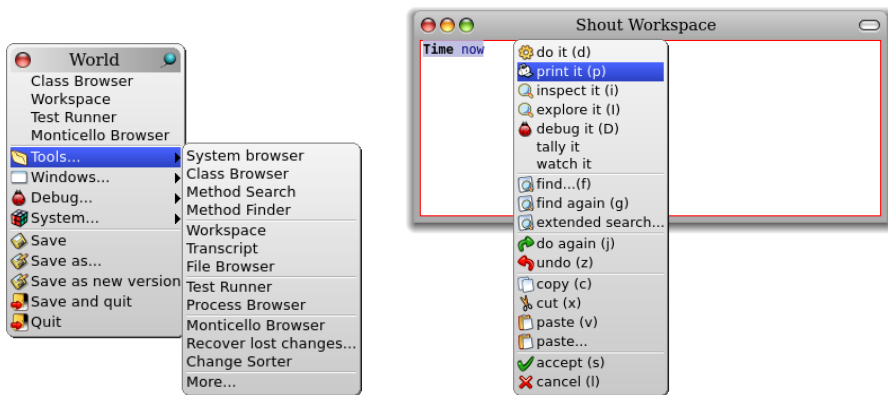 World
Class Browser
Workspace
Test Runner
Monticello Browser
Tools...
Windows...
Debug...
System...
Save
Save as...
Save as new version
Save and quit
Quit
System browser
Class Browser
Method Search
Method Finder
Workspace
Transcript
File Browser
Test Runner
Process Browser
Monticello Browser
Recover lost changes...
Change Sorter
More...
Shout Workspace
Time now
do it (d)
print it (p)
inspect it (i)
explore it (I)
debug it (D)
tally it
watch it
find...(f)
find again (g)
extended search...
do again (j)
undo (z)
copy (c)
cut (x)
paste (v)
paste...
accept (s)
cancel (l)